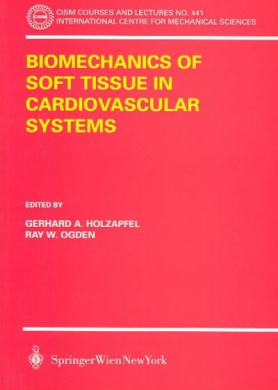 CISM COURSES AND LECTURES NO. 441
INTERNATIONAL CENTRE FOR MECHANICAL SCIENCES
BIOMECHANICS OF
SOFT TISSUE IN
CARDIOVASCULAR
SYSTEMS
EDITED BY
GERHARD A. HOLZAPFEL
RAY W. OGDEN
SpringerWienNewYork